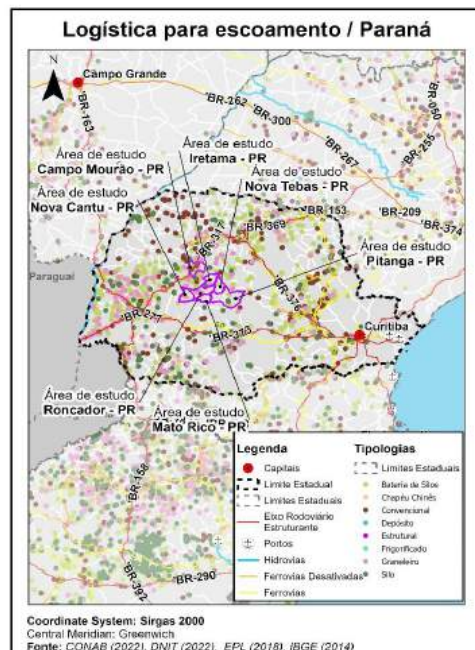 Logística para escoamento / Paraná
N
Campo Grande
BR-163
BR-262
BR-300
BR-050
BR-255
BR-267
Área de estudo
Campo Mourão - PR
Área de estudo
Iretama - PR
Área de estudo
Nova Tebas - PR
Área de estudo
Nova Cantu - PR
BR-209
BR-374
BR-153
BR-317
BR-369
Área de estudo
Pitanga - PR
Paraguai
BR-376
BR-277
BR-373
Curitiba
Área de estudo
Roncador - PR
Área de estudo
Mato Rico - PR
BR-158
BR-290
BR-392
Legenda
Capitais
Limite Estadual
Limites Estaduais
Eixo Rodoviário
Estruturante
Portos
Hidrovias
Ferrovias Desativadas
Ferrovias
Tipologias
Limites Estaduais
Bateria de Silos
Chapéu Chinês
Convencional
Depósito
Estrutural
Frigorificado
Graneleiro
Silo
Coordinate System: Sirgas 2000
Central Meridian: Greenwich
Fonte: CONAB (2022), DNIT (2022), EPL (2018), IBGE (2014)